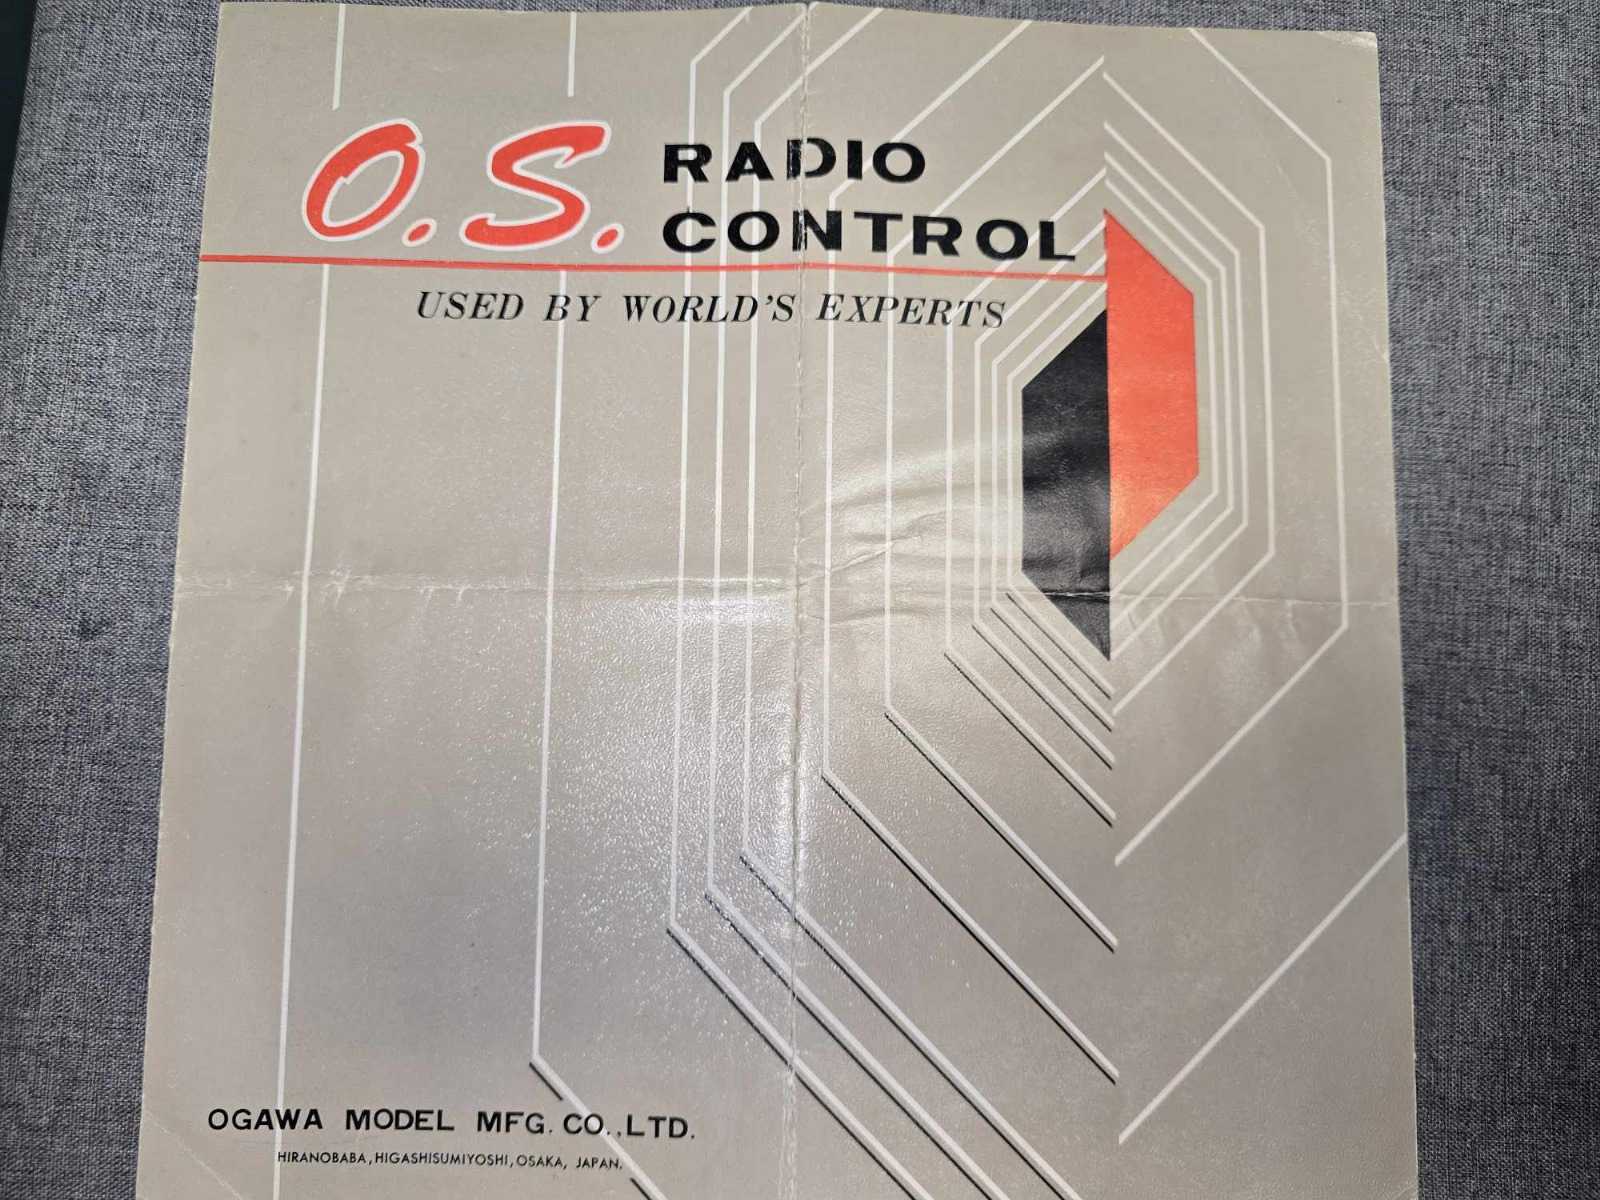 O.S. RADIO
CONTROL
USED BY WORLD'S EXPERTS
OGAWA MODEL MFG. CO., LTD.
HIRANOBABA, HIGASHISUMIYOSHI, OSAKA, JAPAN.